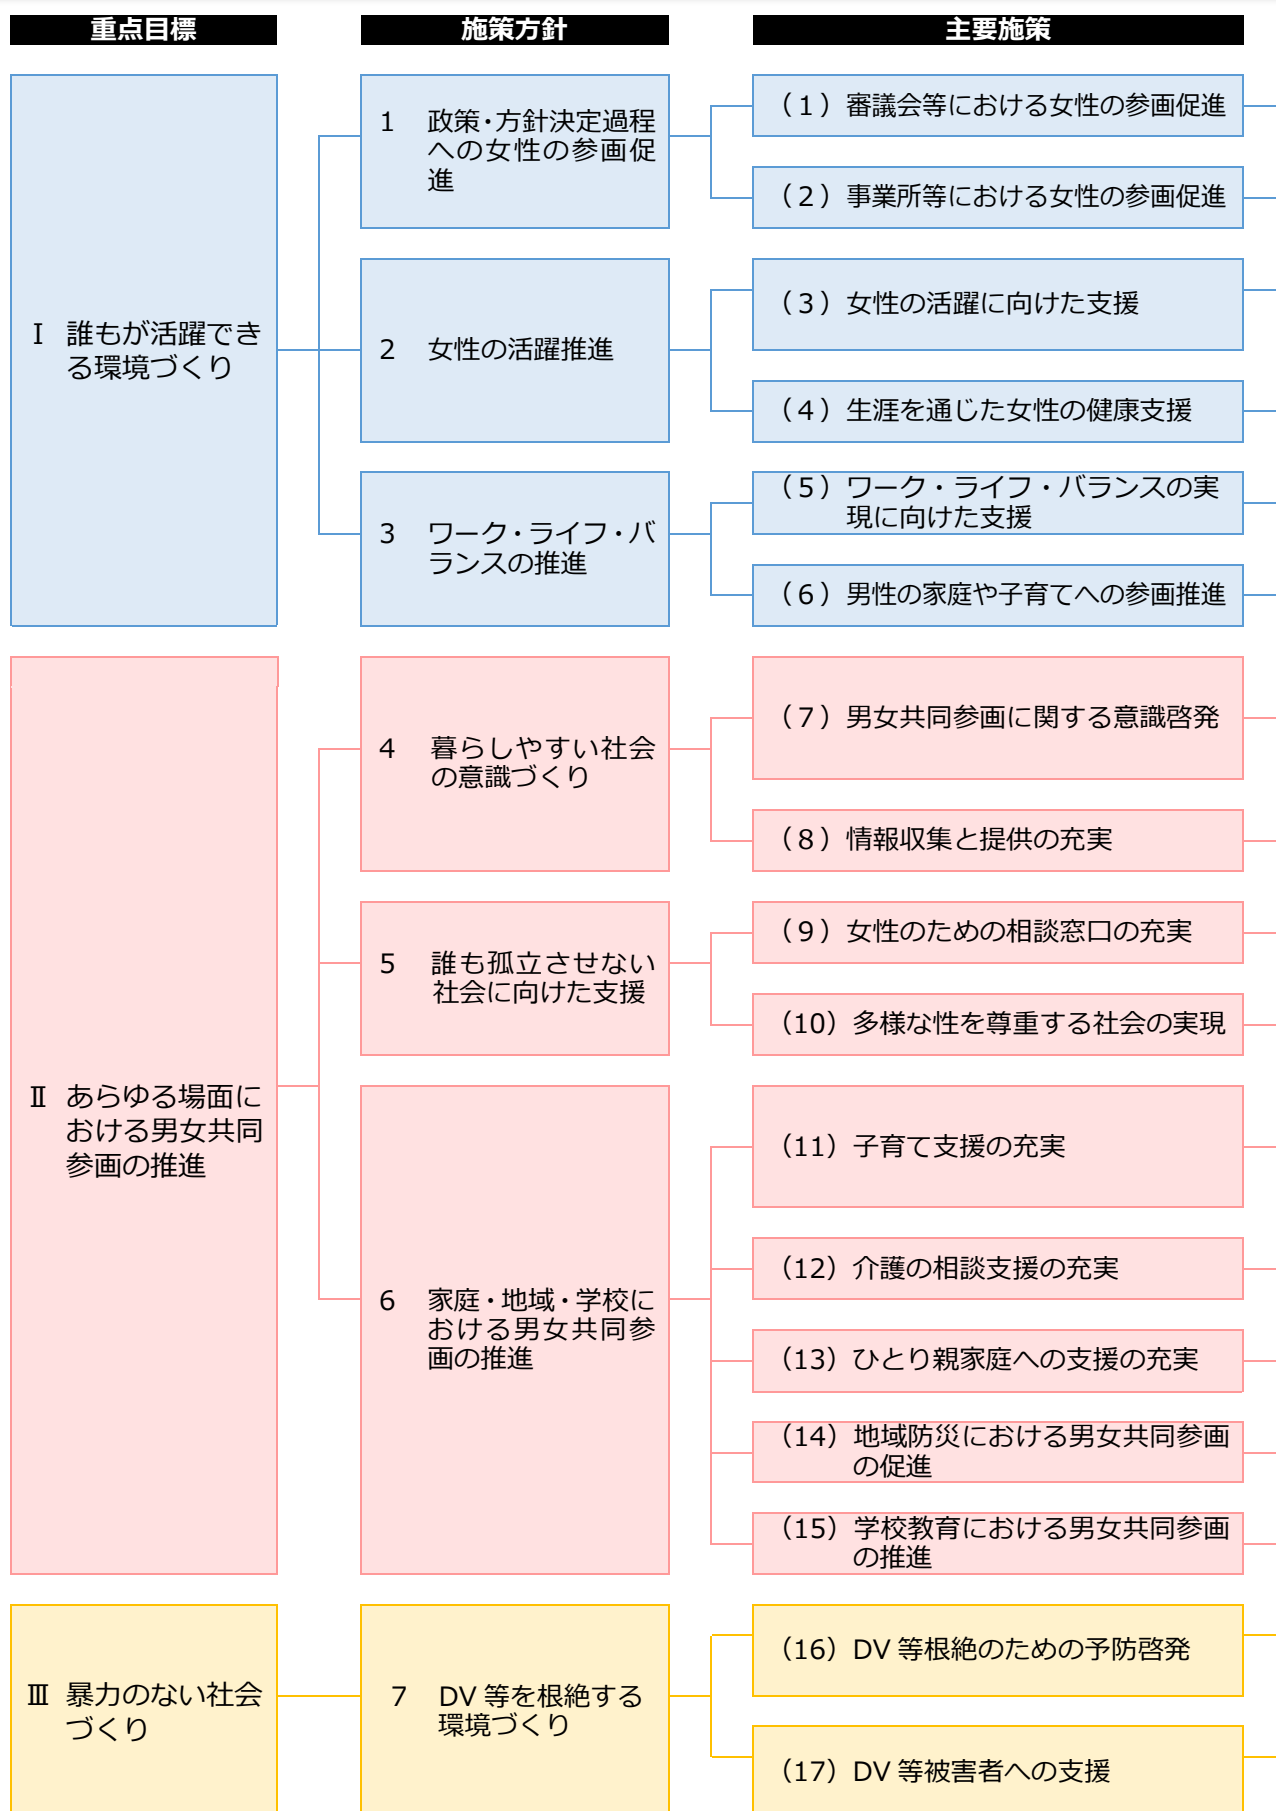 重点目標
施策方針
主要施策
Ⅰ 誰もが活躍でき
る環境づくり
1 政策・方針決定過程
への女性の参画促
進
（１）審議会等における女性の参画促進
（２）事業所等における女性の参画促進
2 女性の活躍推進
（３）女性の活躍に向けた支援
（４）生涯を通じた女性の健康支援
3 ワーク・ライフ・バ
ランスの推進
（５）ワーク・ライフ・バランスの実
現に向けた支援
（６）男性の家庭や子育てへの参画推進
Ⅱ あらゆる場面に
おける男女共同
参画の推進
4 暮らしやすい社会
の意識づくり
（７）男女共同参画に関する意識啓発
（８）情報収集と提供の充実
5 誰も孤立させない
社会に向けた支援
（９）女性のための相談窓口の充実
（10）多様な性を尊重する社会の実現
6 家庭・地域・学校に
おける男女共同参
画の推進
（11）子育て支援の充実
（12）介護の相談支援の充実
（13）ひとり親家庭への支援の充実
（14）地域防災における男女共同参画
の促進
（15）学校教育における男女共同参画
の推進
Ⅲ 暴力のない社会
づくり
7 DV 等を根絶する
環境づくり
（16）DV 等根絶のための予防啓発
（17）DV 等被害者への支援